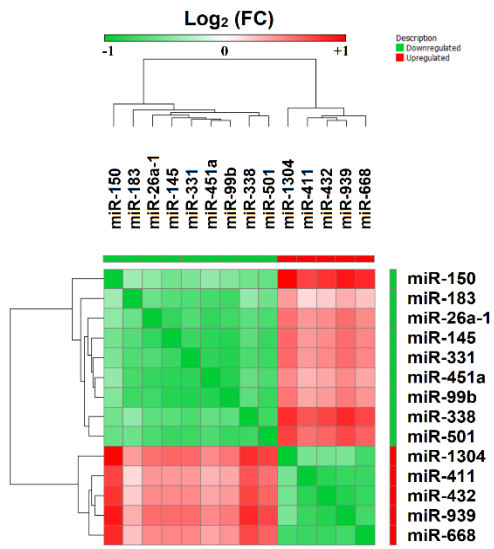 Log₂ (FC)
-1 0 +1
Description
Downregulated
Upregulated
miR-150
miR-183
miR-26a-1
miR-145
miR-331
miR-451a
miR-99b
miR-338
miR-501
miR-1304
miR-411
miR-432
miR-939
miR-668
miR-150
miR-183
miR-26a-1
miR-145
miR-331
miR-451a
miR-99b
miR-338
miR-501
miR-1304
miR-411
miR-432
miR-939
miR-668